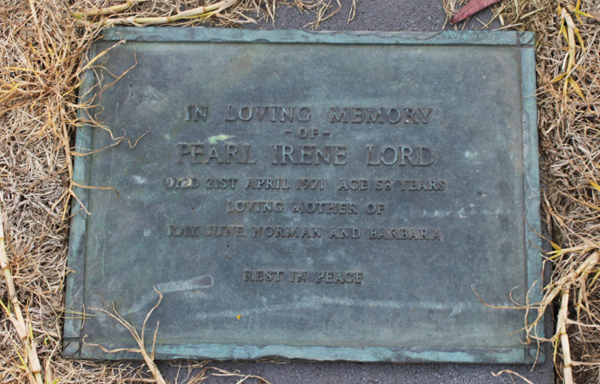 IN LOVING MEMORY
- OF -
PEARL IRENE LORD
DIED 21ST APRIL 1971 AGE 58 YEARS
LOVING MOTHER OF
RAY, JUNE, NORMAN AND BARBARA
REST IN PEACE